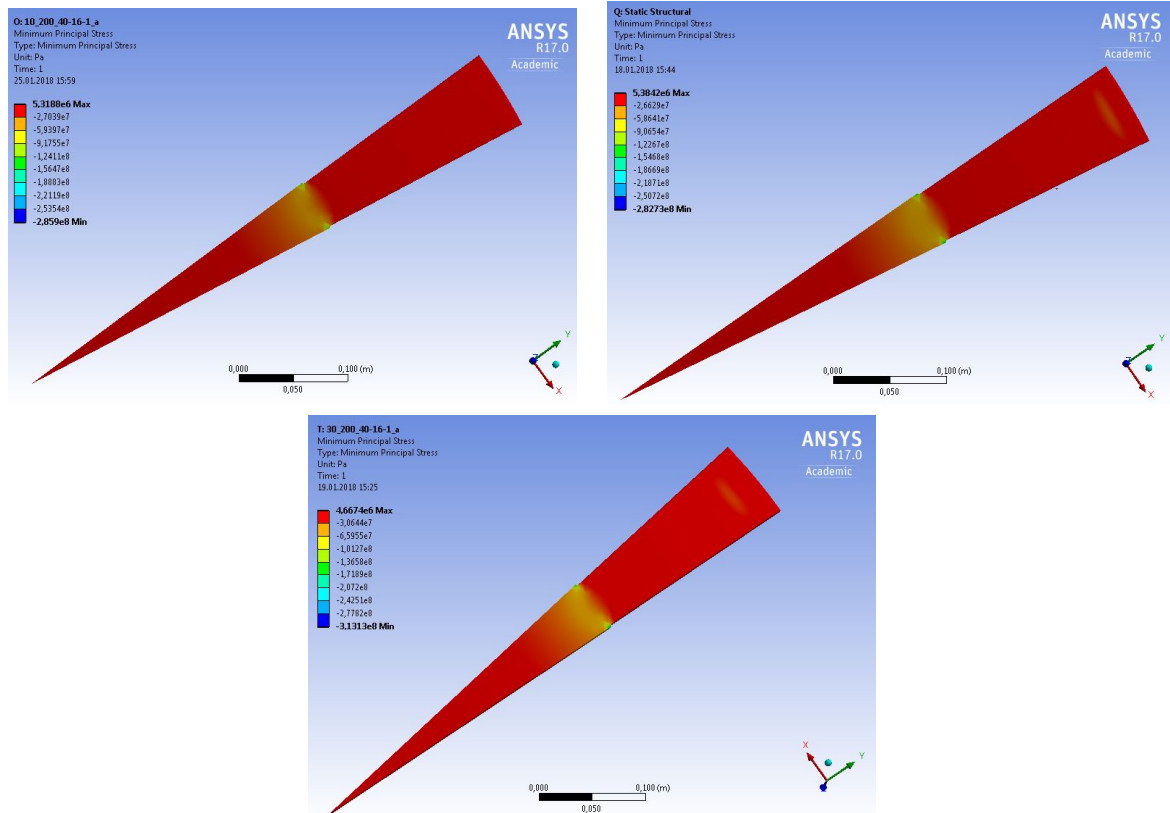 O: 10_200_40-16-1_a
Minimum Principal Stress
Type: Minimum Principal Stress
Unit: Pa
Time: 1
25.01.2018 15:59
ANSYS
R17.0
Academic
5,3188e6 Max
-2,7039e7
-5,9397e7
-9,1755e7
-1,2411e8
-1,5647e8
-1,8883e8
-2,2119e8
-2,5354e8
-2,859e8 Min
0,000
0,100 (m)
0,050
Y
Z
X
Q: Static Structural
Minimum Principal Stress
Type: Minimum Principal Stress
Unit: Pa
Time: 1
18.01.2018 15:44
ANSYS
R17.0
Academic
5,3842e6 Max
-2,6629e7
-5,8641e7
-9,0654e7
-1,2267e8
-1,5468e8
-1,8669e8
-2,1871e8
-2,5072e8
-2,8273e8 Min
0,000
0,100 (m)
0,050
Y
Z
X
T: 30_200_40-16-1_a
Minimum Principal Stress
Type: Minimum Principal Stress
Unit: Pa
Time: 1
19.01.2018 15:25
ANSYS
R17.0
Academic
4,6674e6 Max
-3,0644e7
-6,5955e7
-1,0127e8
-1,3658e8
-1,7189e8
-2,072e8
-2,4251e8
-2,7782e8
-3,1313e8 Min
0,000
0,100 (m)
0,050
X
Y